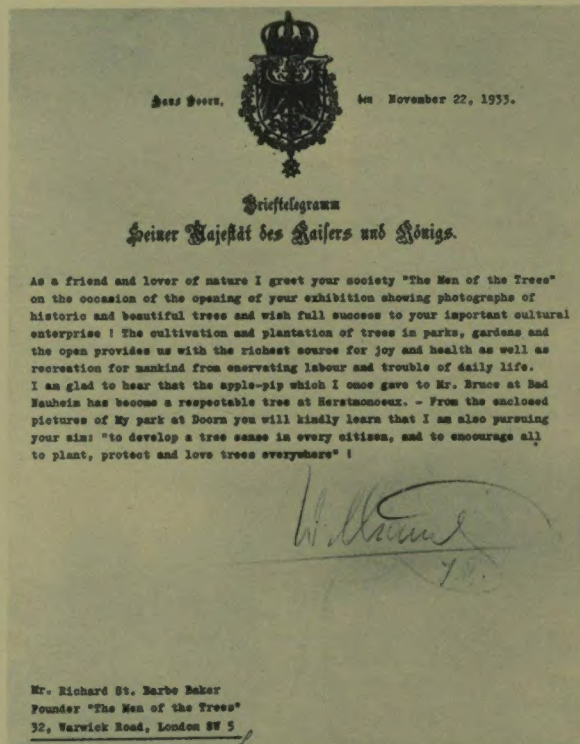 Haus Doorn, den November 22, 1933.
Brieftelegramm
Seiner Majestät des Kaisers und Königs.
As a friend and lover of nature I greet your society "The Men of the Trees"
on the occasion of the opening of your exhibition showing photographs of
historic and beautiful trees and wish full success to your important cultural
enterprise ! The cultivation and plantation of trees in parks, gardens and
the open provides us with the richest source for joy and health as well as
recreation for mankind from enervating labour and trouble of daily life.
I am glad to hear that the apple-pip which I once gave to Mr. Bruce at Bad
Nauheim has become a respectable tree at Herstmonceux. - From the enclosed
pictures of My park at Doorn you will kindly learn that I am also pursuing
your aim: "to develop a tree sense in every citizen, and to encourage all
to plant, protect and love trees everywhere" !
Wilhelm
I.R.
Mr. Richard St. Barbe Baker
Founder "The Men of the Trees"
32, Warwick Road, London SW 5